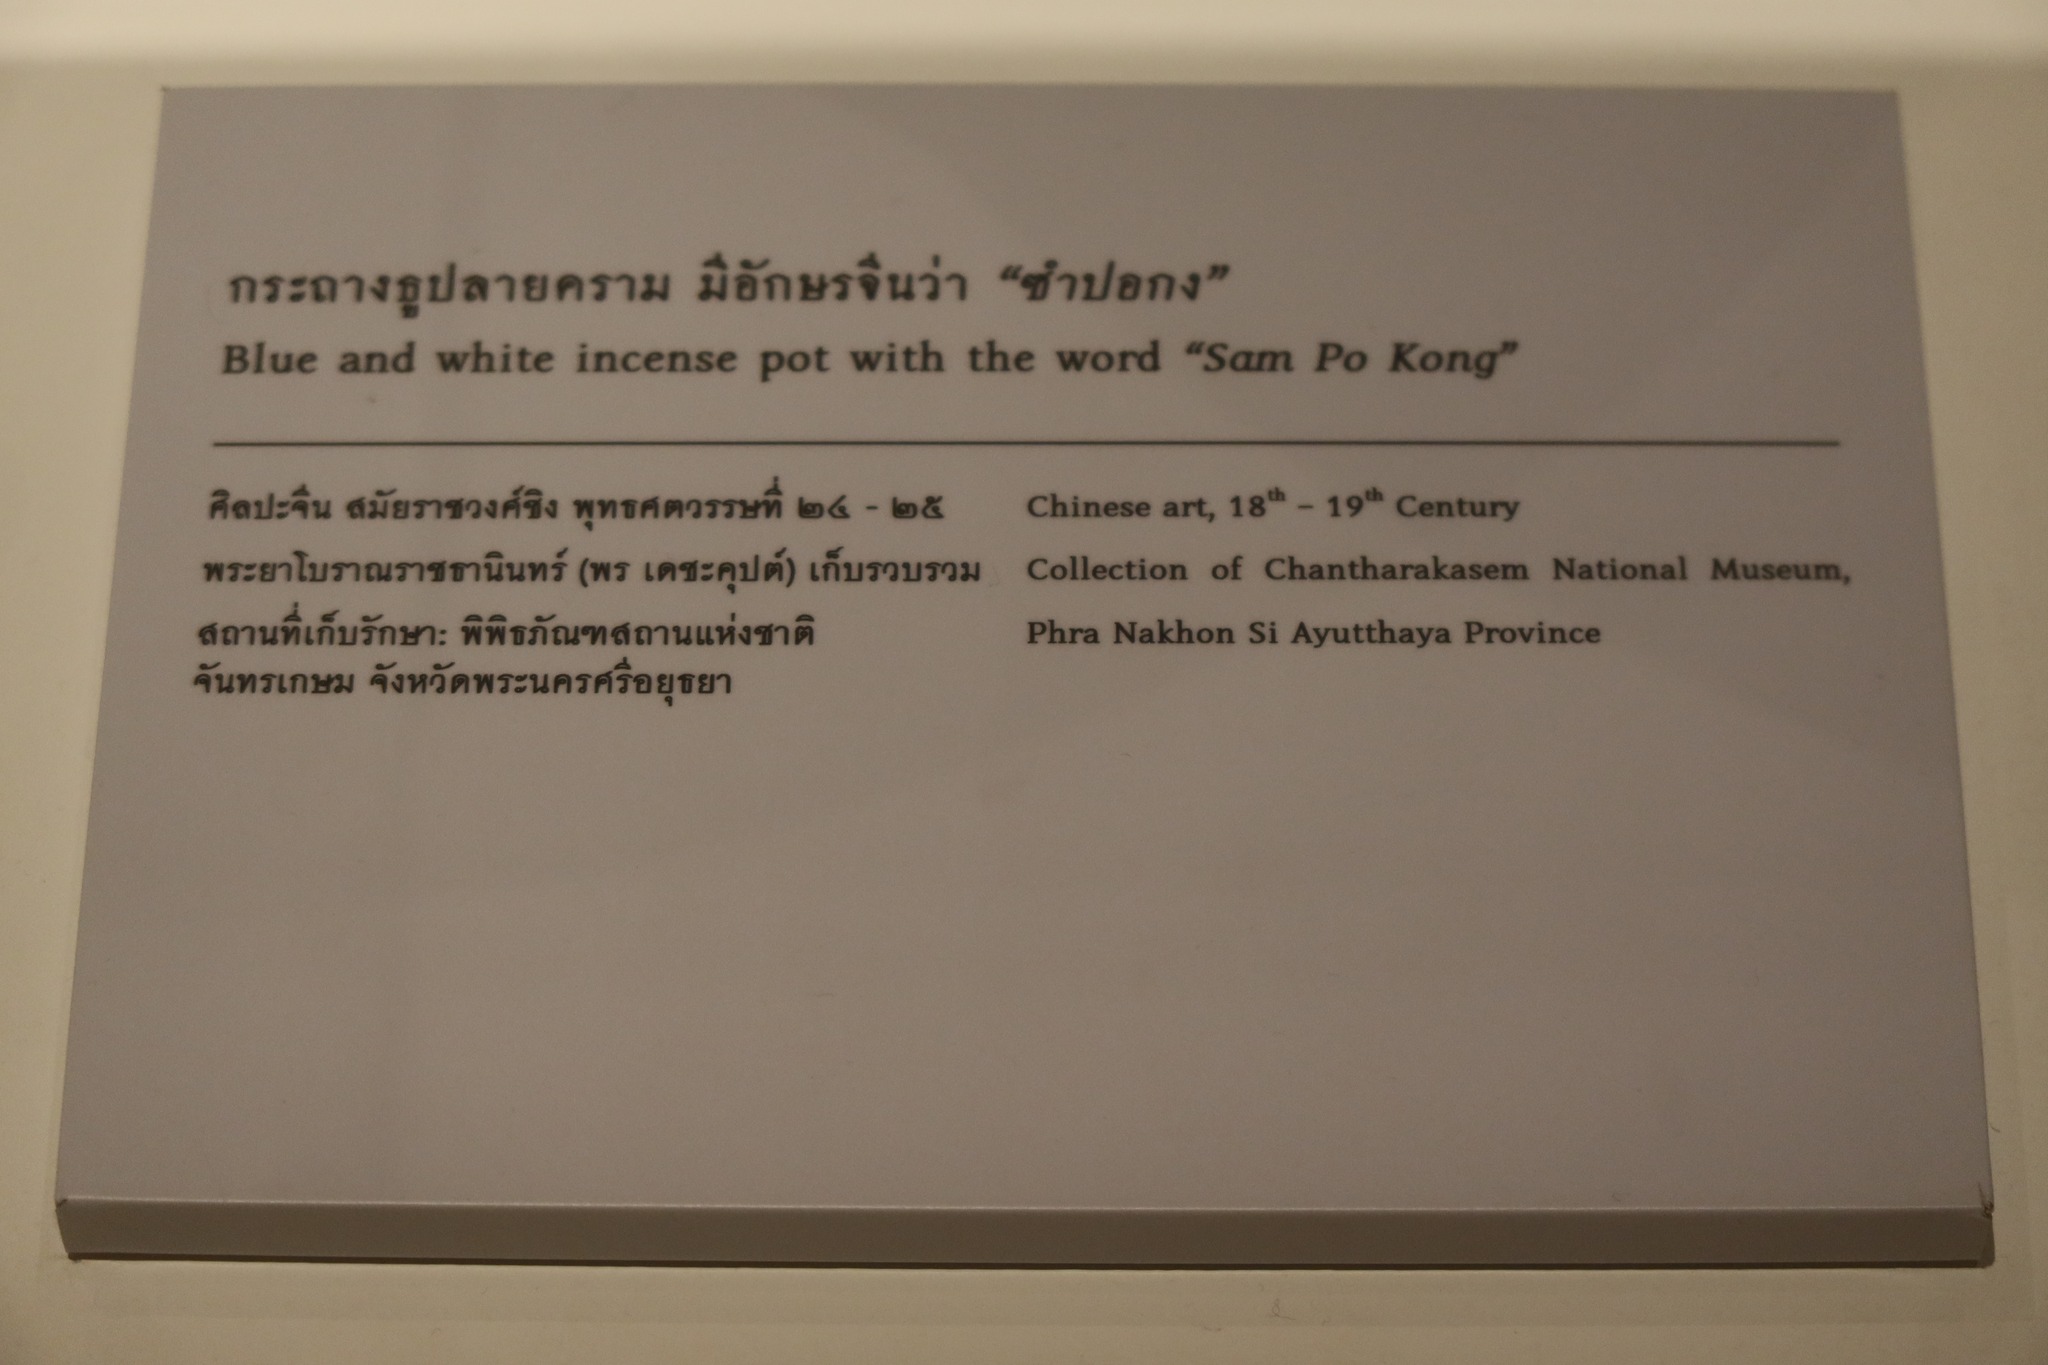 กระถางธูปลายคราม มีอักษรจีนว่า “ซำปอกง”
Blue and white incense pot with the word “Sam Po Kong”
ศิลปะจีน สมัยราชวงศ์ชิง พุทธศตวรรษที่ ๒๔ - ๒๕
พระยาโบราณราชธานินทร์ (พร เดชะคุปต์) เก็บรวบรวม
สถานที่เก็บรักษา: พิพิธภัณฑสถานแห่งชาติ
จันทรเกษม จังหวัดพระนครศรีอยุธยา
Chinese art, 18th – 19th Century
Collection of Chantharakasem National Museum,
Phra Nakhon Si Ayutthaya Province